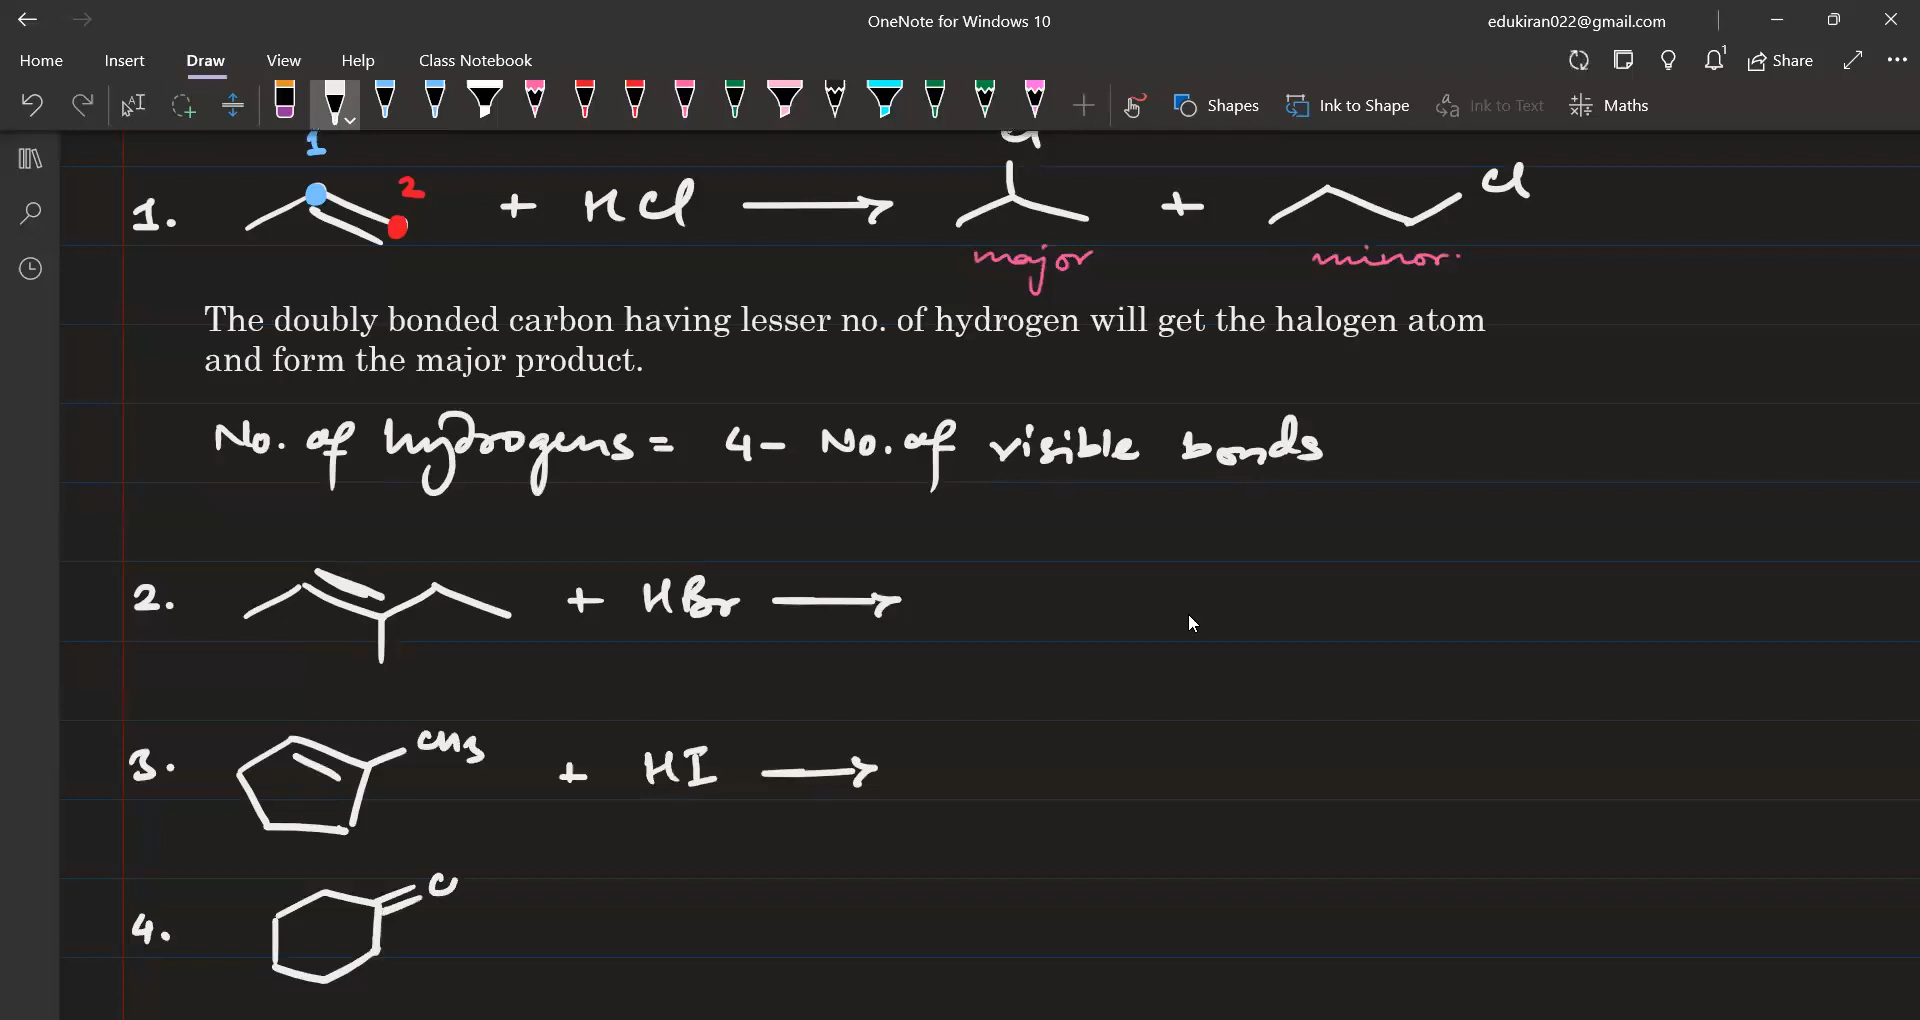 OneNote for Windows 10
edukiran022@gmail.com
Home Insert Draw View Help Class Notebook
1 Share
Shapes Ink to Shape Ink to Text Maths
1
Cl
1. 2 + HCl + Cl
major minor.
The doubly bonded carbon having lesser no. of hydrogen will get the halogen atom
and form the major product.
No. of hydrogens = 4 - No. of visible bonds
2. + HBr
3. CH3 + HI
4. C